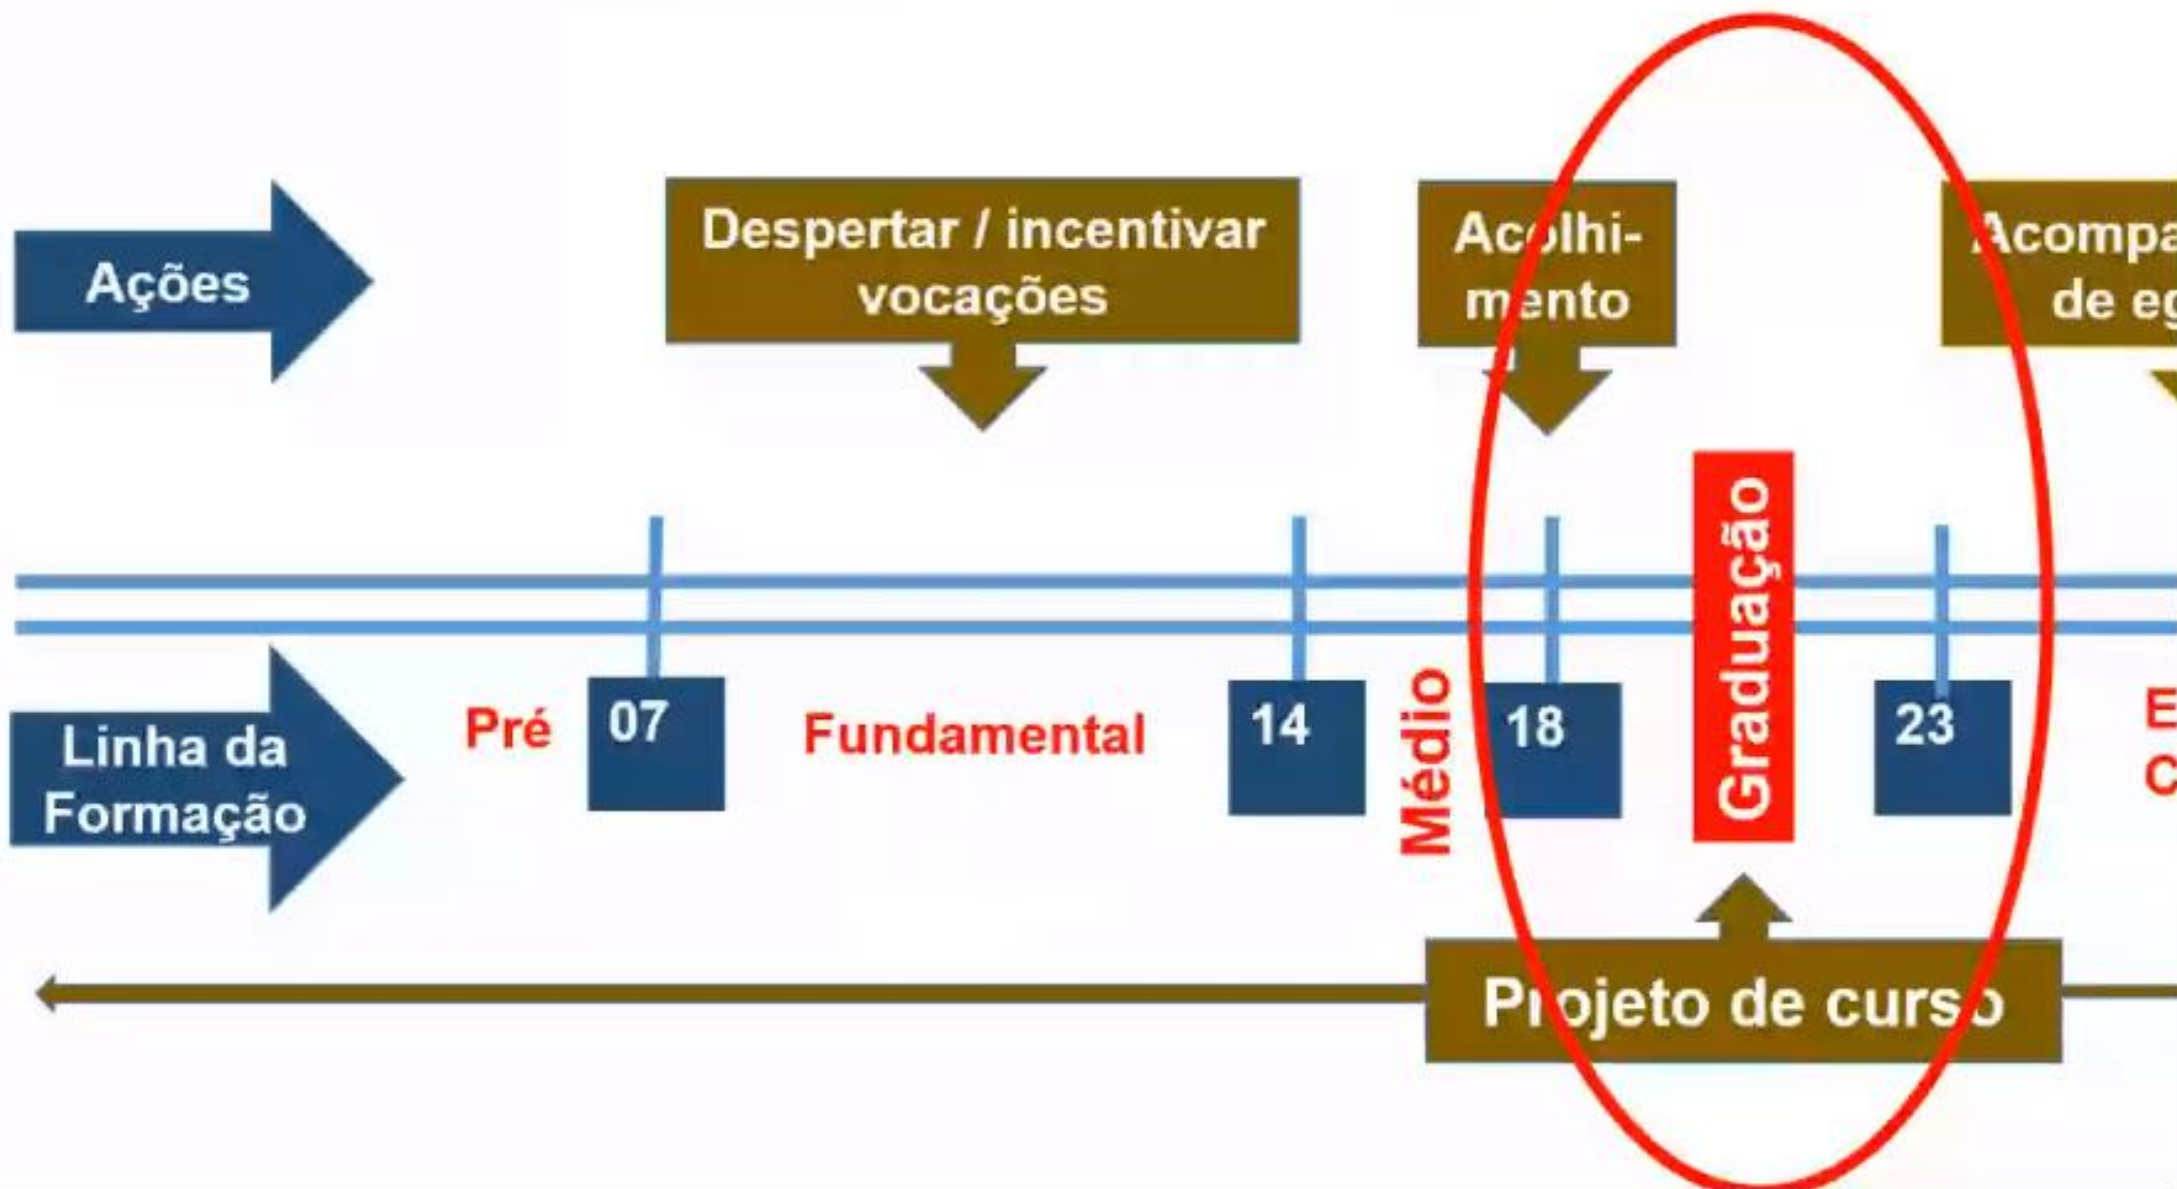 Despertar / incentivar
vocações
Acolhi-
mento
Ações
Graduação
Linha da
Formação
Pré
07
Fundamental
14
Médio
18
23
Projeto de curso